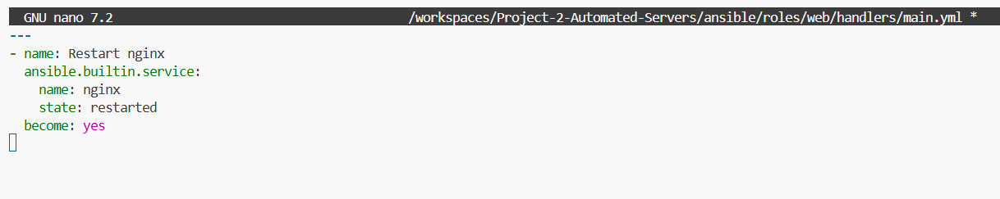 GNU nano 7.2 /workspaces/Project-2-Automated-Servers/ansible/roles/web/handlers/main.yml *
---
- name: Restart nginx
  ansible.builtin.service:
    name: nginx
    state: restarted
  become: yes